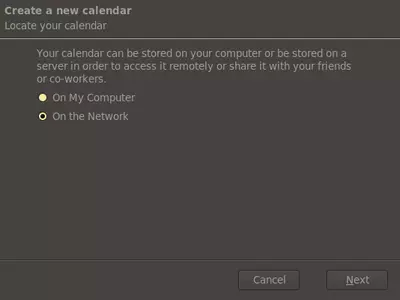 Create a new calendar
Locate your calendar
Your calendar can be stored on your computer or be stored on a
server in order to access it remotely or share it with your friends
or co-workers.
On My Computer
On the Network
Cancel
Next